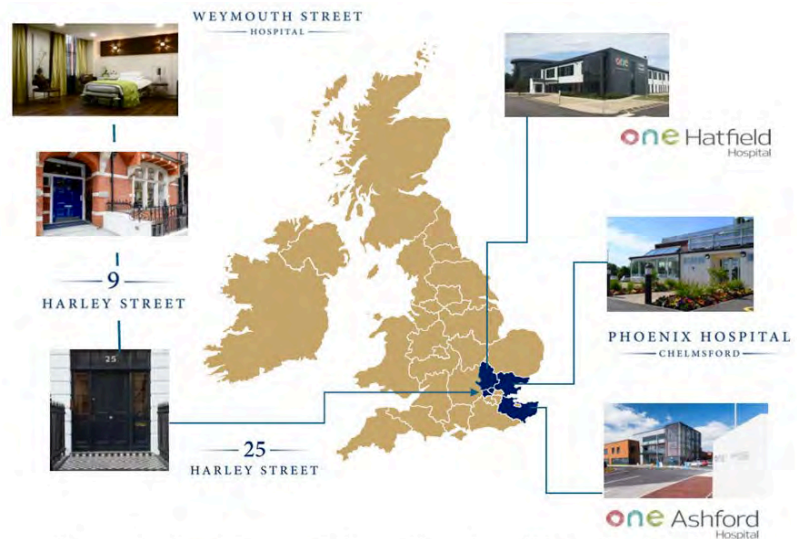 WEYMOUTH STREET
HOSPITAL
one Hatfield
Hospital
9
HARLEY STREET
PHOENIX HOSPITAL
CHELMSFORD
25
25
HARLEY STREET
one Ashford
Hospital